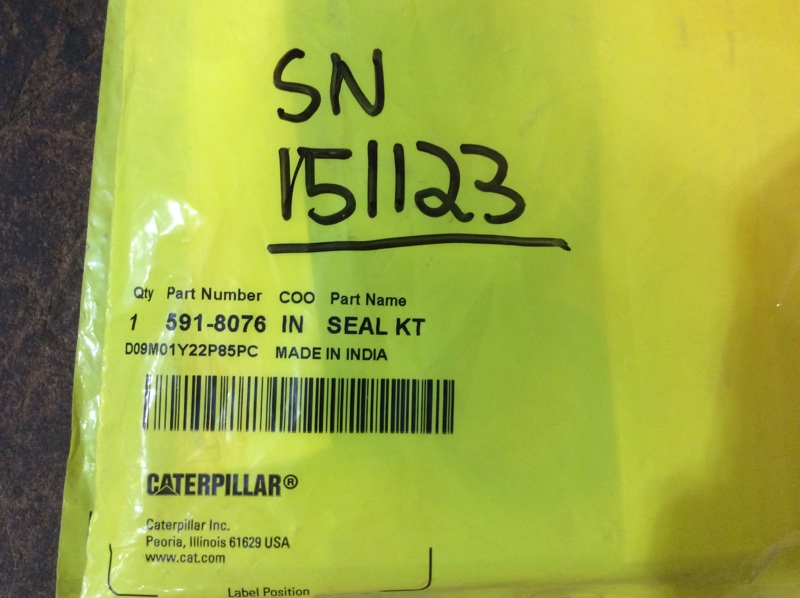 SN
151123
Qty Part Number COO Part Name
1 591-8076 IN SEAL KT
D09M01Y22P85PC MADE IN INDIA
CATERPILLAR®
Caterpillar Inc.
Peoria, Illinois 61629 USA
www.cat.com
Label Position